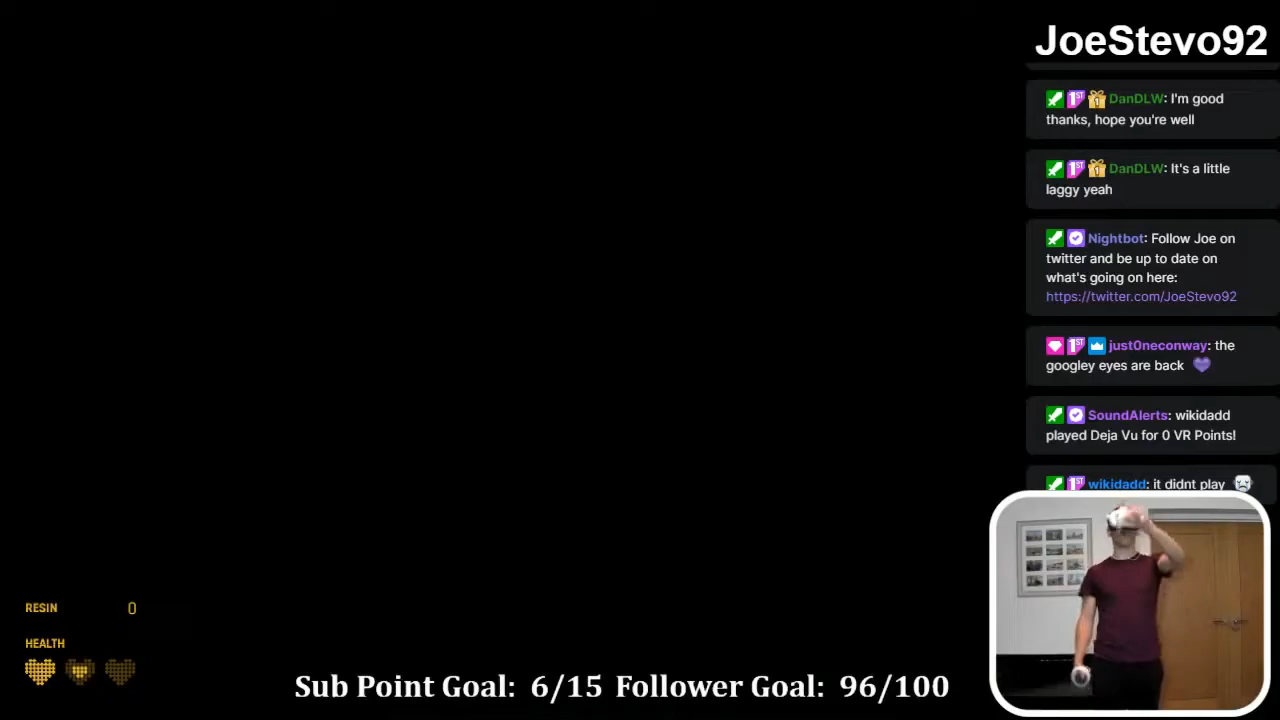 JoeStevo92
DanDLW: I'm good
thanks, hope you're well
DanDLW: It's a little
laggy yeah
Nightbot: Follow Joe on
twitter and be up to date on
what's going on here:
https://twitter.com/JoeStevo92
just0neconway: the
googley eyes are back
SoundAlerts: wikidadd
played Deja Vu for 0 VR Points!
wikidadd: it didnt play
RESIN 0
HEALTH
Sub Point Goal: 6/15 Follower Goal: 96/100